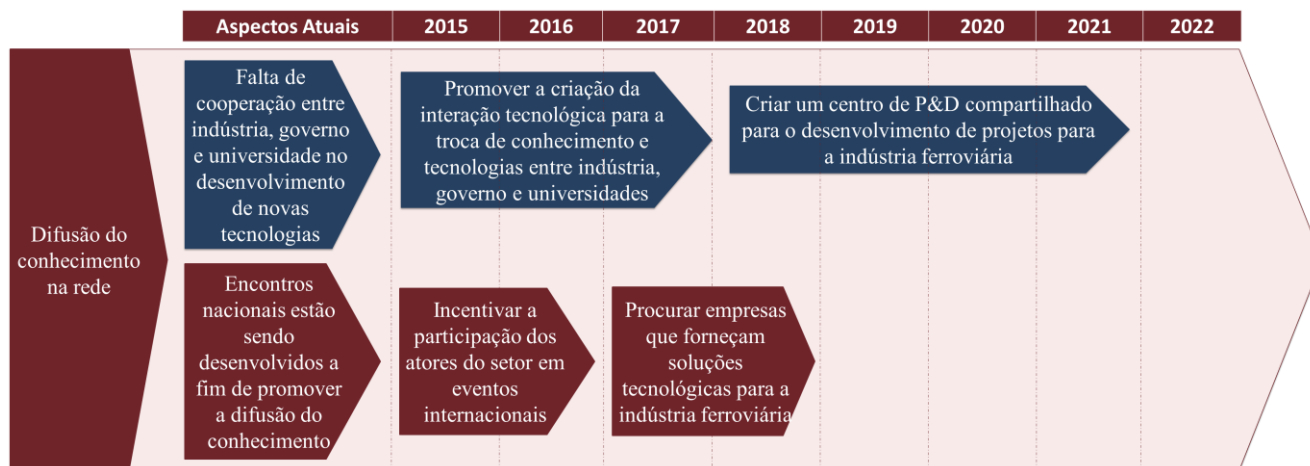 Aspectos Atuais 2015 2016 2017 2018 2019 2020 2021 2022
Difusão do
conhecimento
na rede
Falta de
cooperação entre
indústria, governo
e universidade no
desenvolvimento
de novas
tecnologias
Promover a criação da
interação tecnológica para a
troca de conhecimento e
tecnologias entre indústria,
governo e universidades
Criar um centro de P&D compartilhado
para o desenvolvimento de projetos para
a indústria ferroviária
Encontros
nacionais estão
sendo
desenvolvidos a
fim de promover
a difusão do
conhecimento
Incentivar a
participação dos
atores do setor em
eventos
internacionais
Procurar empresas
que forneçam
soluções
tecnológicas para a
indústria ferroviária